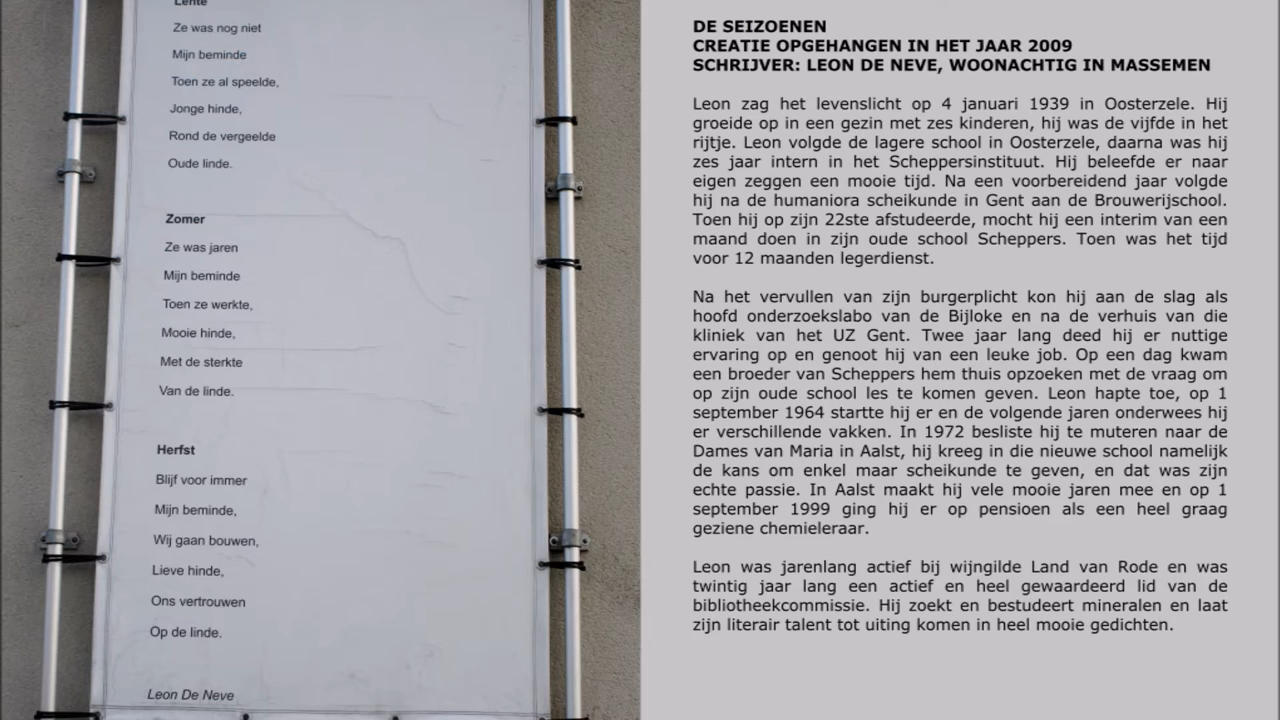 Lente
Ze was nog niet
Mijn beminde
Toen ze al speelde,
Jonge hinde,
Rond de vergeelde
Oude linde.
Zomer
Ze was jaren
Mijn beminde
Toen ze werkte,
Mooie hinde,
Met de sterkte
Van de linde.
Herfst
Blijf voor immer
Mijn beminde,
Wij gaan bouwen,
Lieve hinde,
Ons vertrouwen
Op de linde.
Leon De Neve
DE SEIZOENEN
CREATIE OPGEHANGEN IN HET JAAR 2009
SCHRIJVER: LEON DE NEVE, WOONACHTIG IN MASSEMEN
Leon zag het levenslicht op 4 januari 1939 in Oosterzele. Hij
groeide op in een gezin met zes kinderen, hij was de vijfde in het
rijtje. Leon volgde de lagere school in Oosterzele, daarna was hij
zes jaar intern in het Scheppersinstituut. Hij beleefde er naar
eigen zeggen een mooie tijd. Na een voorbereidend jaar volgde
hij na de humaniora scheikunde in Gent aan de Brouwerijschool.
Toen hij op zijn 22ste afstudeerde, mocht hij een interim van een
maand doen in zijn oude school Scheppers. Toen was het tijd
voor 12 maanden legerdienst.
Na het vervullen van zijn burgerplicht kon hij aan de slag als
hoofd onderzoekslabo van de Bijloke en na de verhuis van die
kliniek van het UZ Gent. Twee jaar lang deed hij er nuttige
ervaring op en genoot hij van een leuke job. Op een dag kwam
een broeder van Scheppers hem thuis opzoeken met de vraag om
op zijn oude school les te komen geven. Leon hapte toe, op 1
september 1964 startte hij er en de volgende jaren onderwees hij
er verschillende vakken. In 1972 besliste hij te muteren naar de
Dames van Maria in Aalst, hij kreeg in die nieuwe school namelijk
de kans om enkel maar scheikunde te geven, en dat was zijn
echte passie. In Aalst maakt hij vele mooie jaren mee en op 1
september 1999 ging hij er op pensioen als een heel graag
geziene chemieleraar.
Leon was jarenlang actief bij wijngilde Land van Rode en was
twintig jaar lang een actief en heel gewaardeerd lid van de
bibliotheekcommissie. Hij zoekt en bestudeert mineralen en laat
zijn literair talent tot uiting komen in heel mooie gedichten.